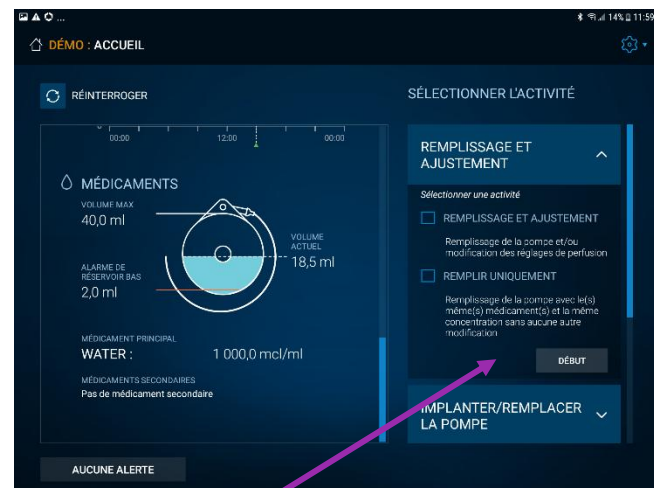 14% 11:59
DÉMO : ACCUEIL
RÉINTERROGER
00:00 12:00 00:00
MÉDICAMENTS
VOLUME MAX
40,0 ml
VOLUME
ACTUEL
18,5 ml
ALARME DE
RÉSERVOIR BAS
2,0 ml
MÉDICAMENT PRINCIPAL
WATER : 1 000,0 mcl/ml
MÉDICAMENTS SECONDAIRES
Pas de médicament secondaire
AUCUNE ALERTE
SÉLECTIONNER L'ACTIVITÉ
REMPLISSAGE ET
AJUSTEMENT
Sélectionner une activité
REMPLISSAGE ET AJUSTEMENT
Remplissage de la pompe et/ou
modification des réglages de perfusion
REMPLIR UNIQUEMENT
Remplissage de la pompe avec le(s)
même(s) médicament(s) et la même
concentration sans aucune autre
modification
DÉBUT
IMPLANTER/REMPLACER
LA POMPE